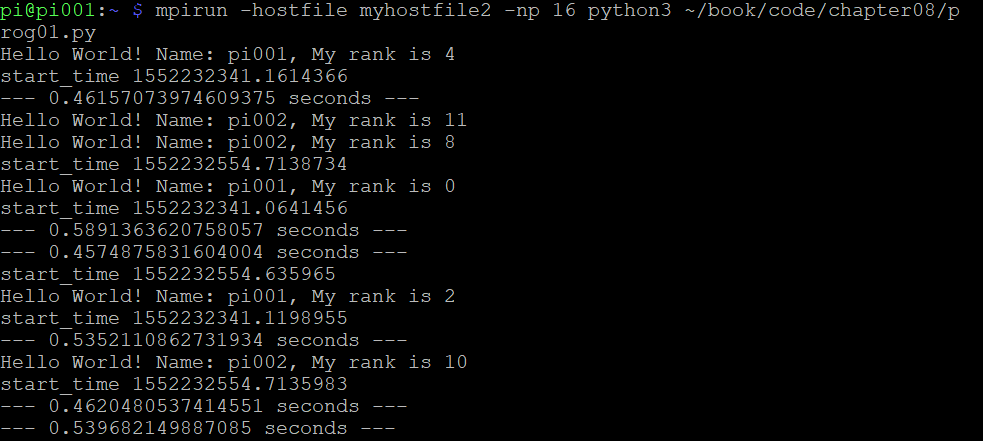 pi@pi001:~ $ mpirun -hostfile myhostfile2 -np 16 python3 ~/book/code/chapter08/p
rog01.py
Hello World! Name: pi001, My rank is 4
start_time 1552232341.1614366
--- 0.46157073974609375 seconds ---
Hello World! Name: pi002, My rank is 11
Hello World! Name: pi002, My rank is 8
start_time 1552232554.7138734
Hello World! Name: pi001, My rank is 0
start_time 1552232341.0641456
--- 0.5891363620758057 seconds ---
--- 0.4574875831604004 seconds ---
start_time 1552232554.635965
Hello World! Name: pi001, My rank is 2
start_time 1552232341.1198955
--- 0.5352110862731934 seconds ---
Hello World! Name: pi002, My rank is 10
start_time 1552232554.7135983
--- 0.4620480537414551 seconds ---
--- 0.539682149887085 seconds ---